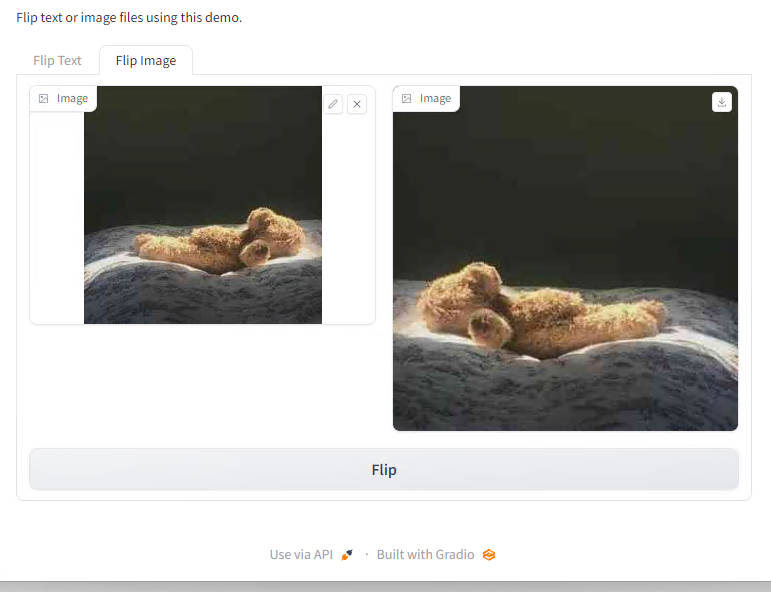 Flip text or image files using this demo.
Flip Text
Flip Image
Image
Image
Flip
Use via API · Built with Gradio